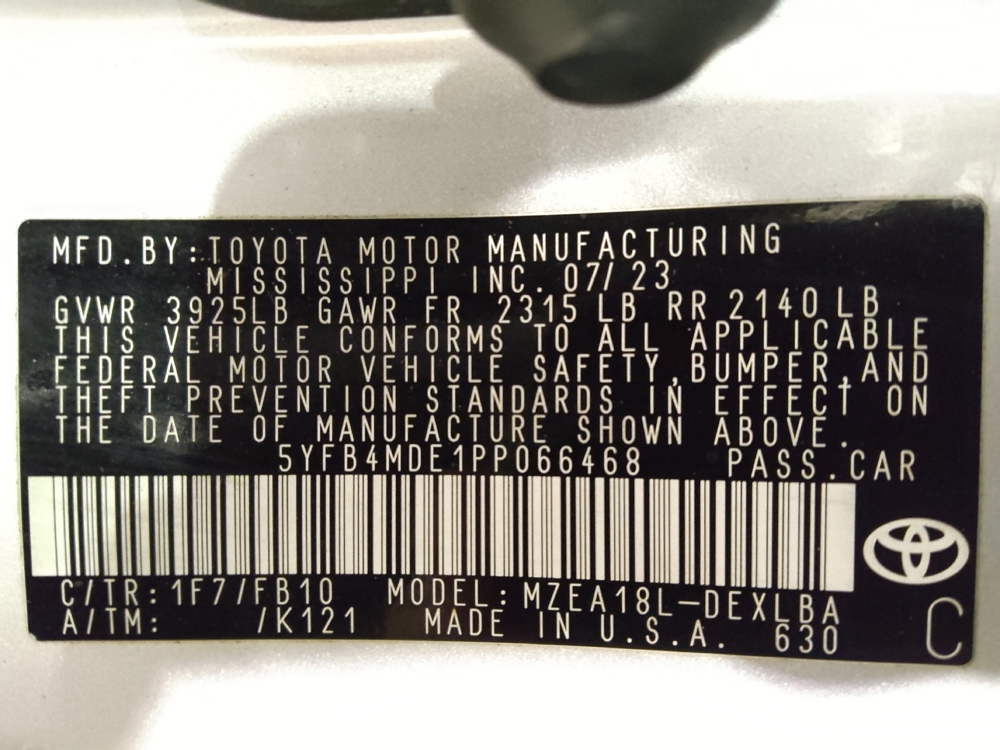 MFD.BY:TOYOTA MOTOR MANUFACTURING
MISSISSIPPI INC. 07/23
GVWR 3925LB GAWR FR 2315 LB RR 2140 LB
THIS VEHICLE CONFORMS TO ALL APPLICABLE
FEDERAL MOTOR VEHICLE SAFETY,BUMPER,AND
THEFT PREVENTION STANDARDS IN EFFECT ON
THE DATE OF MANUFACTURE SHOWN ABOVE.
5YFB4MDE1PP066468 PASS.CAR
C/TR:1F7/FB10 MODEL:MZEA18L-DEXLBA
A/TM: /K121 MADE IN U.S.A. 630
C